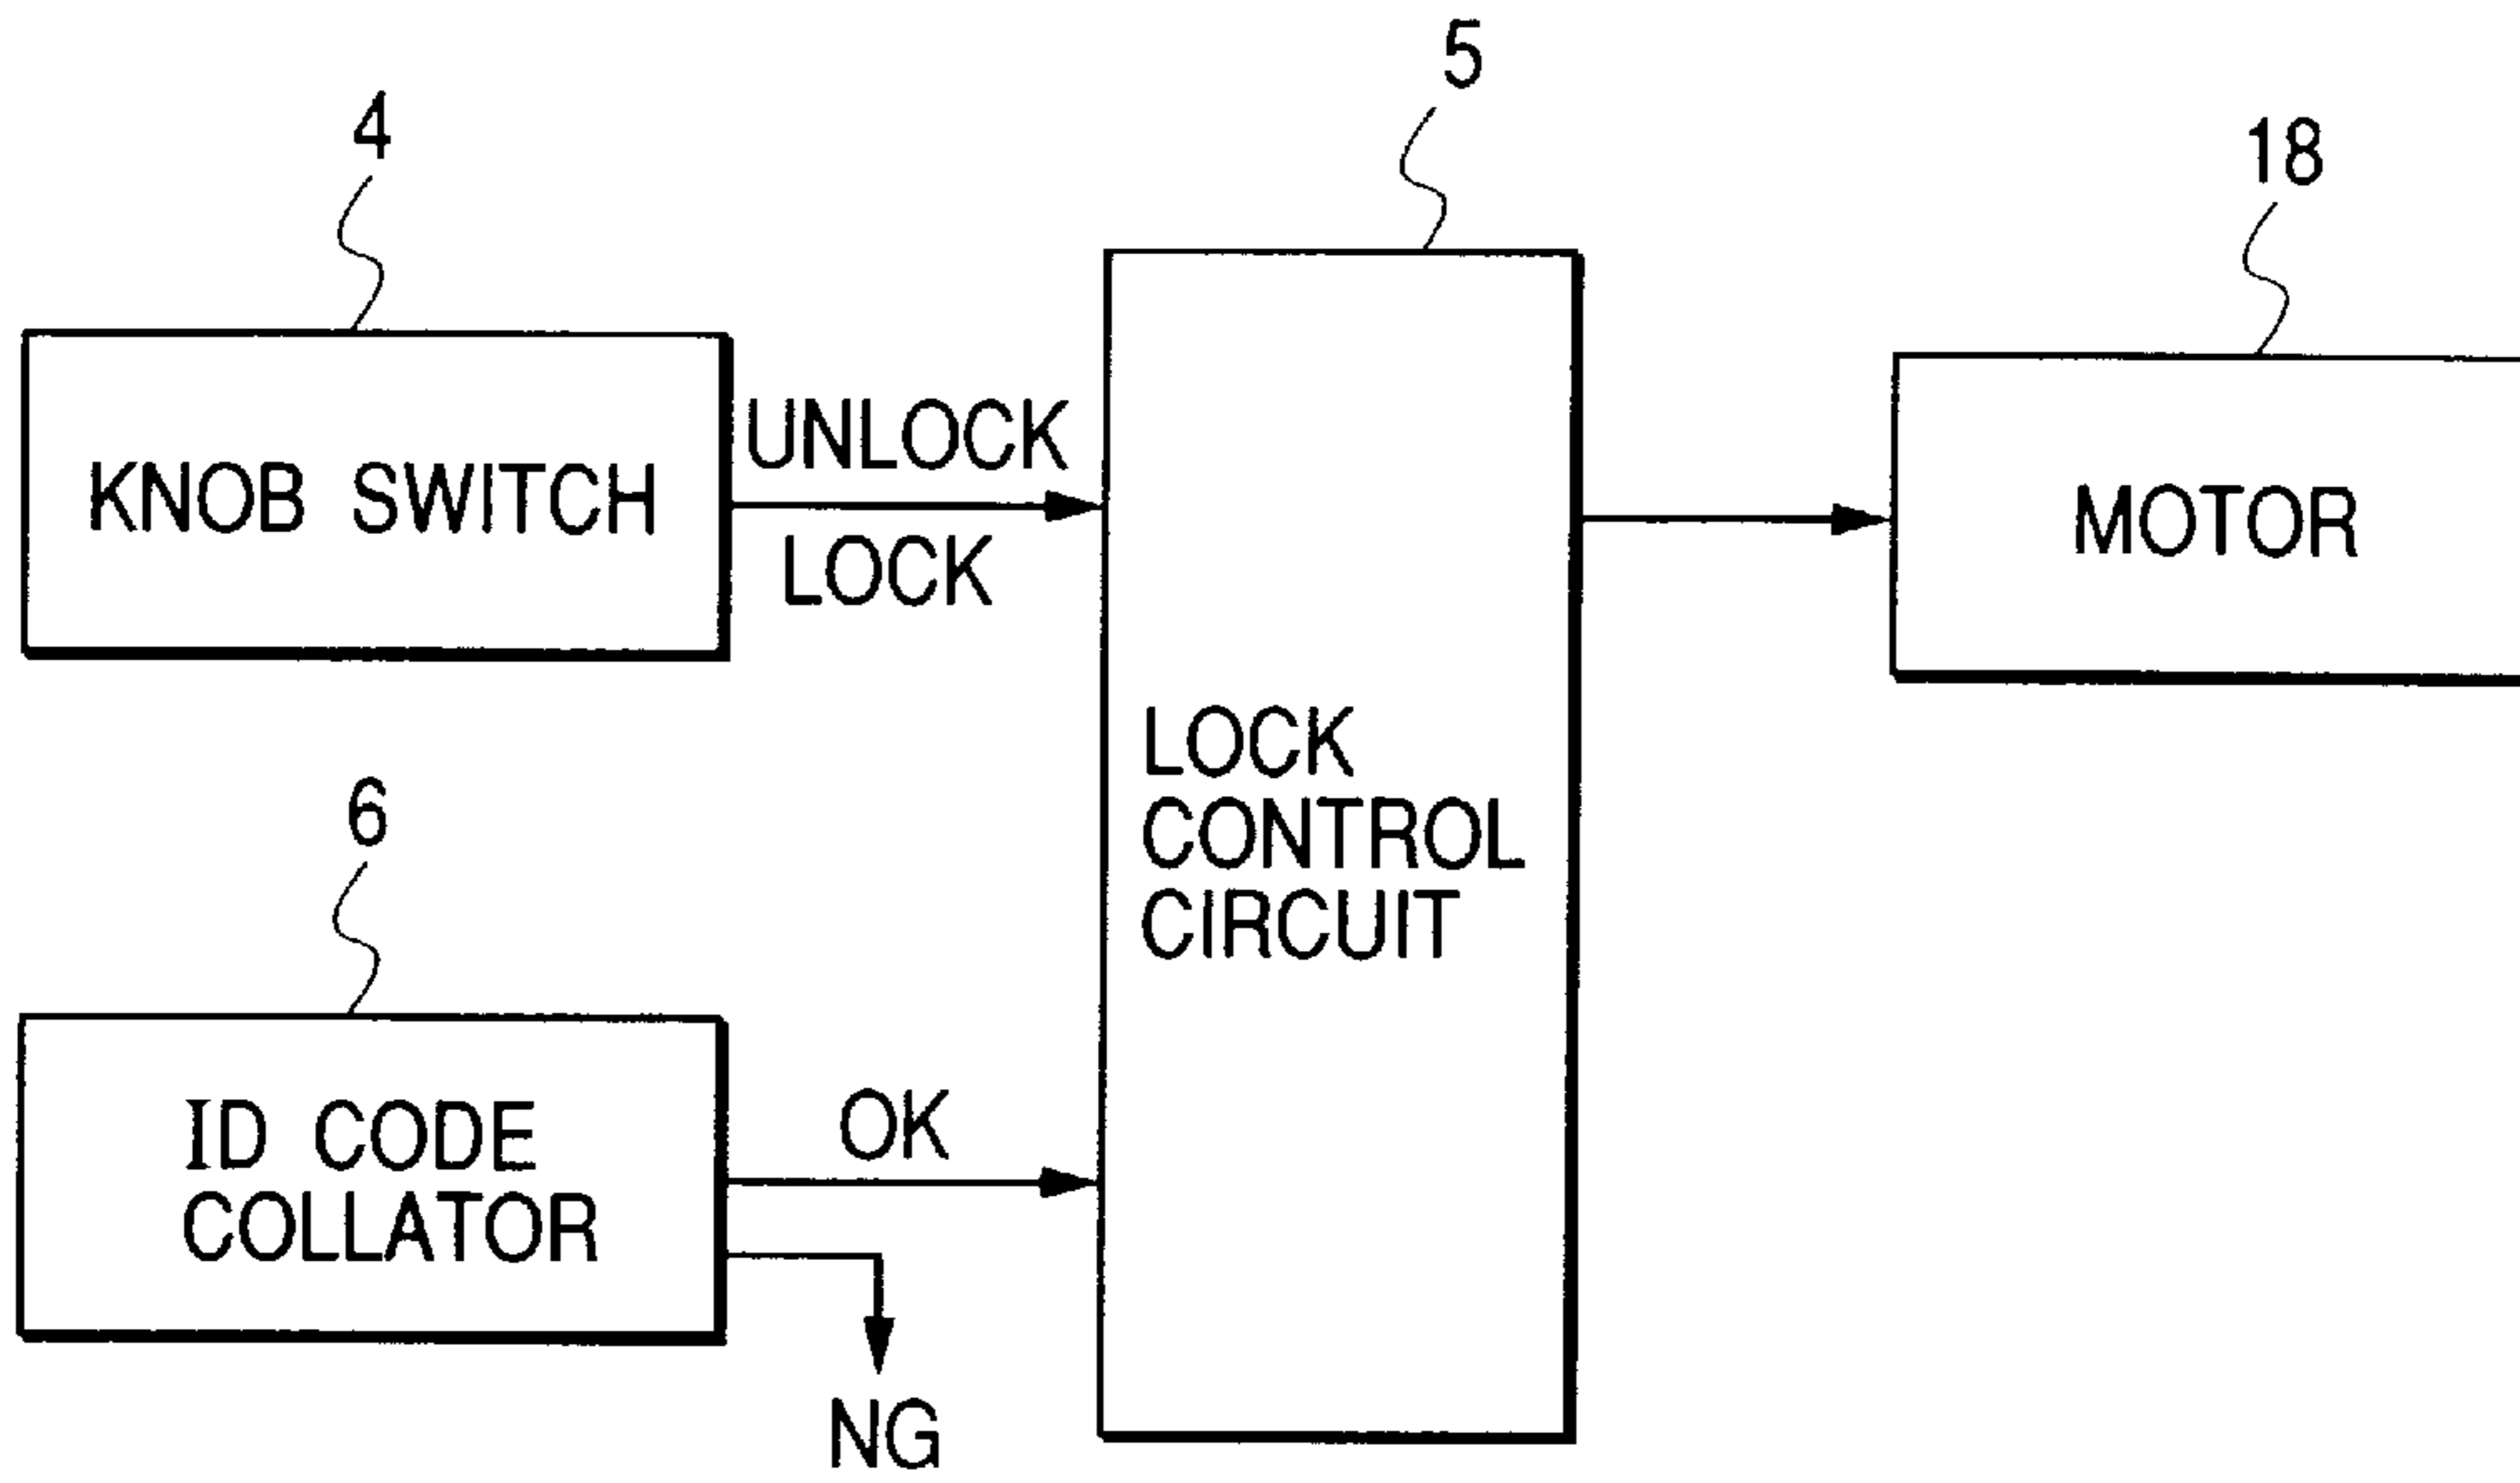 5
4
18
UNLOCK
KNOB SWITCH
MOTOR
LOCK
LOCK
CONTROL
CIRCUIT
6
OK
ID CODE
COLLATOR
NG